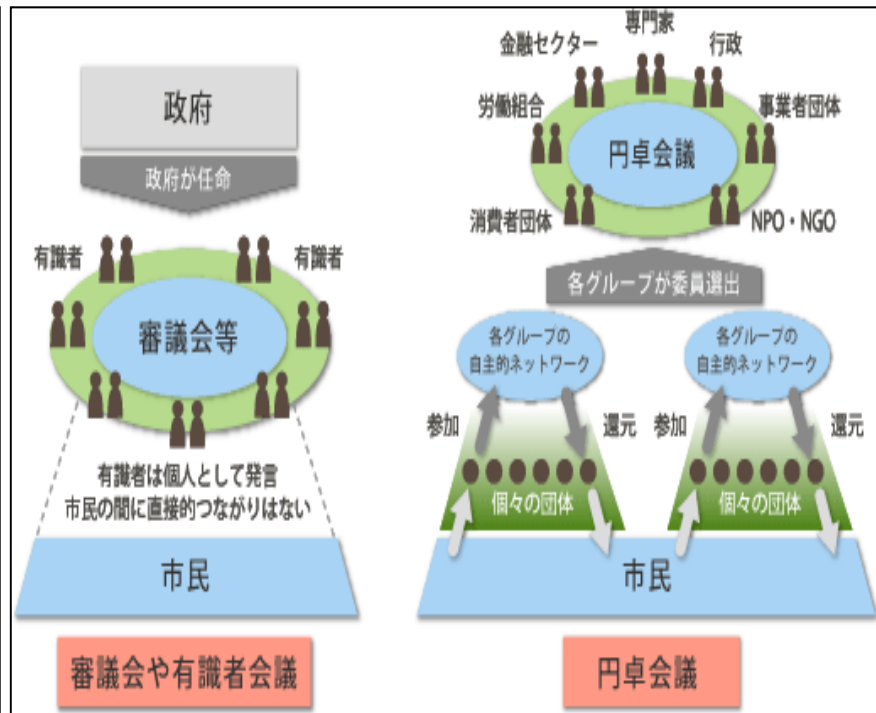 政府
政府が任命
有識者
有識者
審議会等
有識者は個人として発言
市民の間に直接的つながりはない
市民
審議会や有識者会議
専門家
金融セクター
行政
労働組合
事業者団体
円卓会議
消費者団体
NPO・NGO
各グループが委員選出
各グループの
自主的ネットワーク
各グループの
自主的ネットワーク
参加
還元
参加
還元
個々の団体
個々の団体
市民
円卓会議